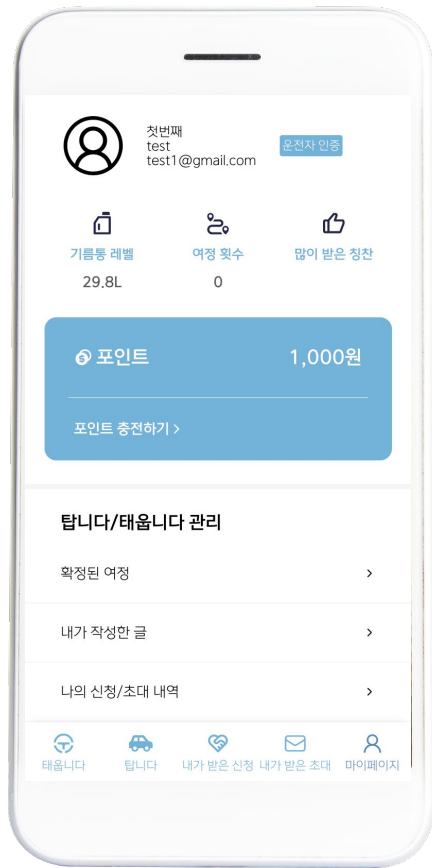 첫번째
test
test1@gmail.com
운전자 인증
기름통 레벨
여정 횟수
많이 받은 칭찬
29.8L
0
포인트
1,000원
포인트 충전하기 >
탑니다/태웁니다 관리
확정된 여정
내가 작성한 글
나의 신청/초대 내역
태웁니다
탑니다
내가 받은 신청
내가 받은 초대
마이페이지